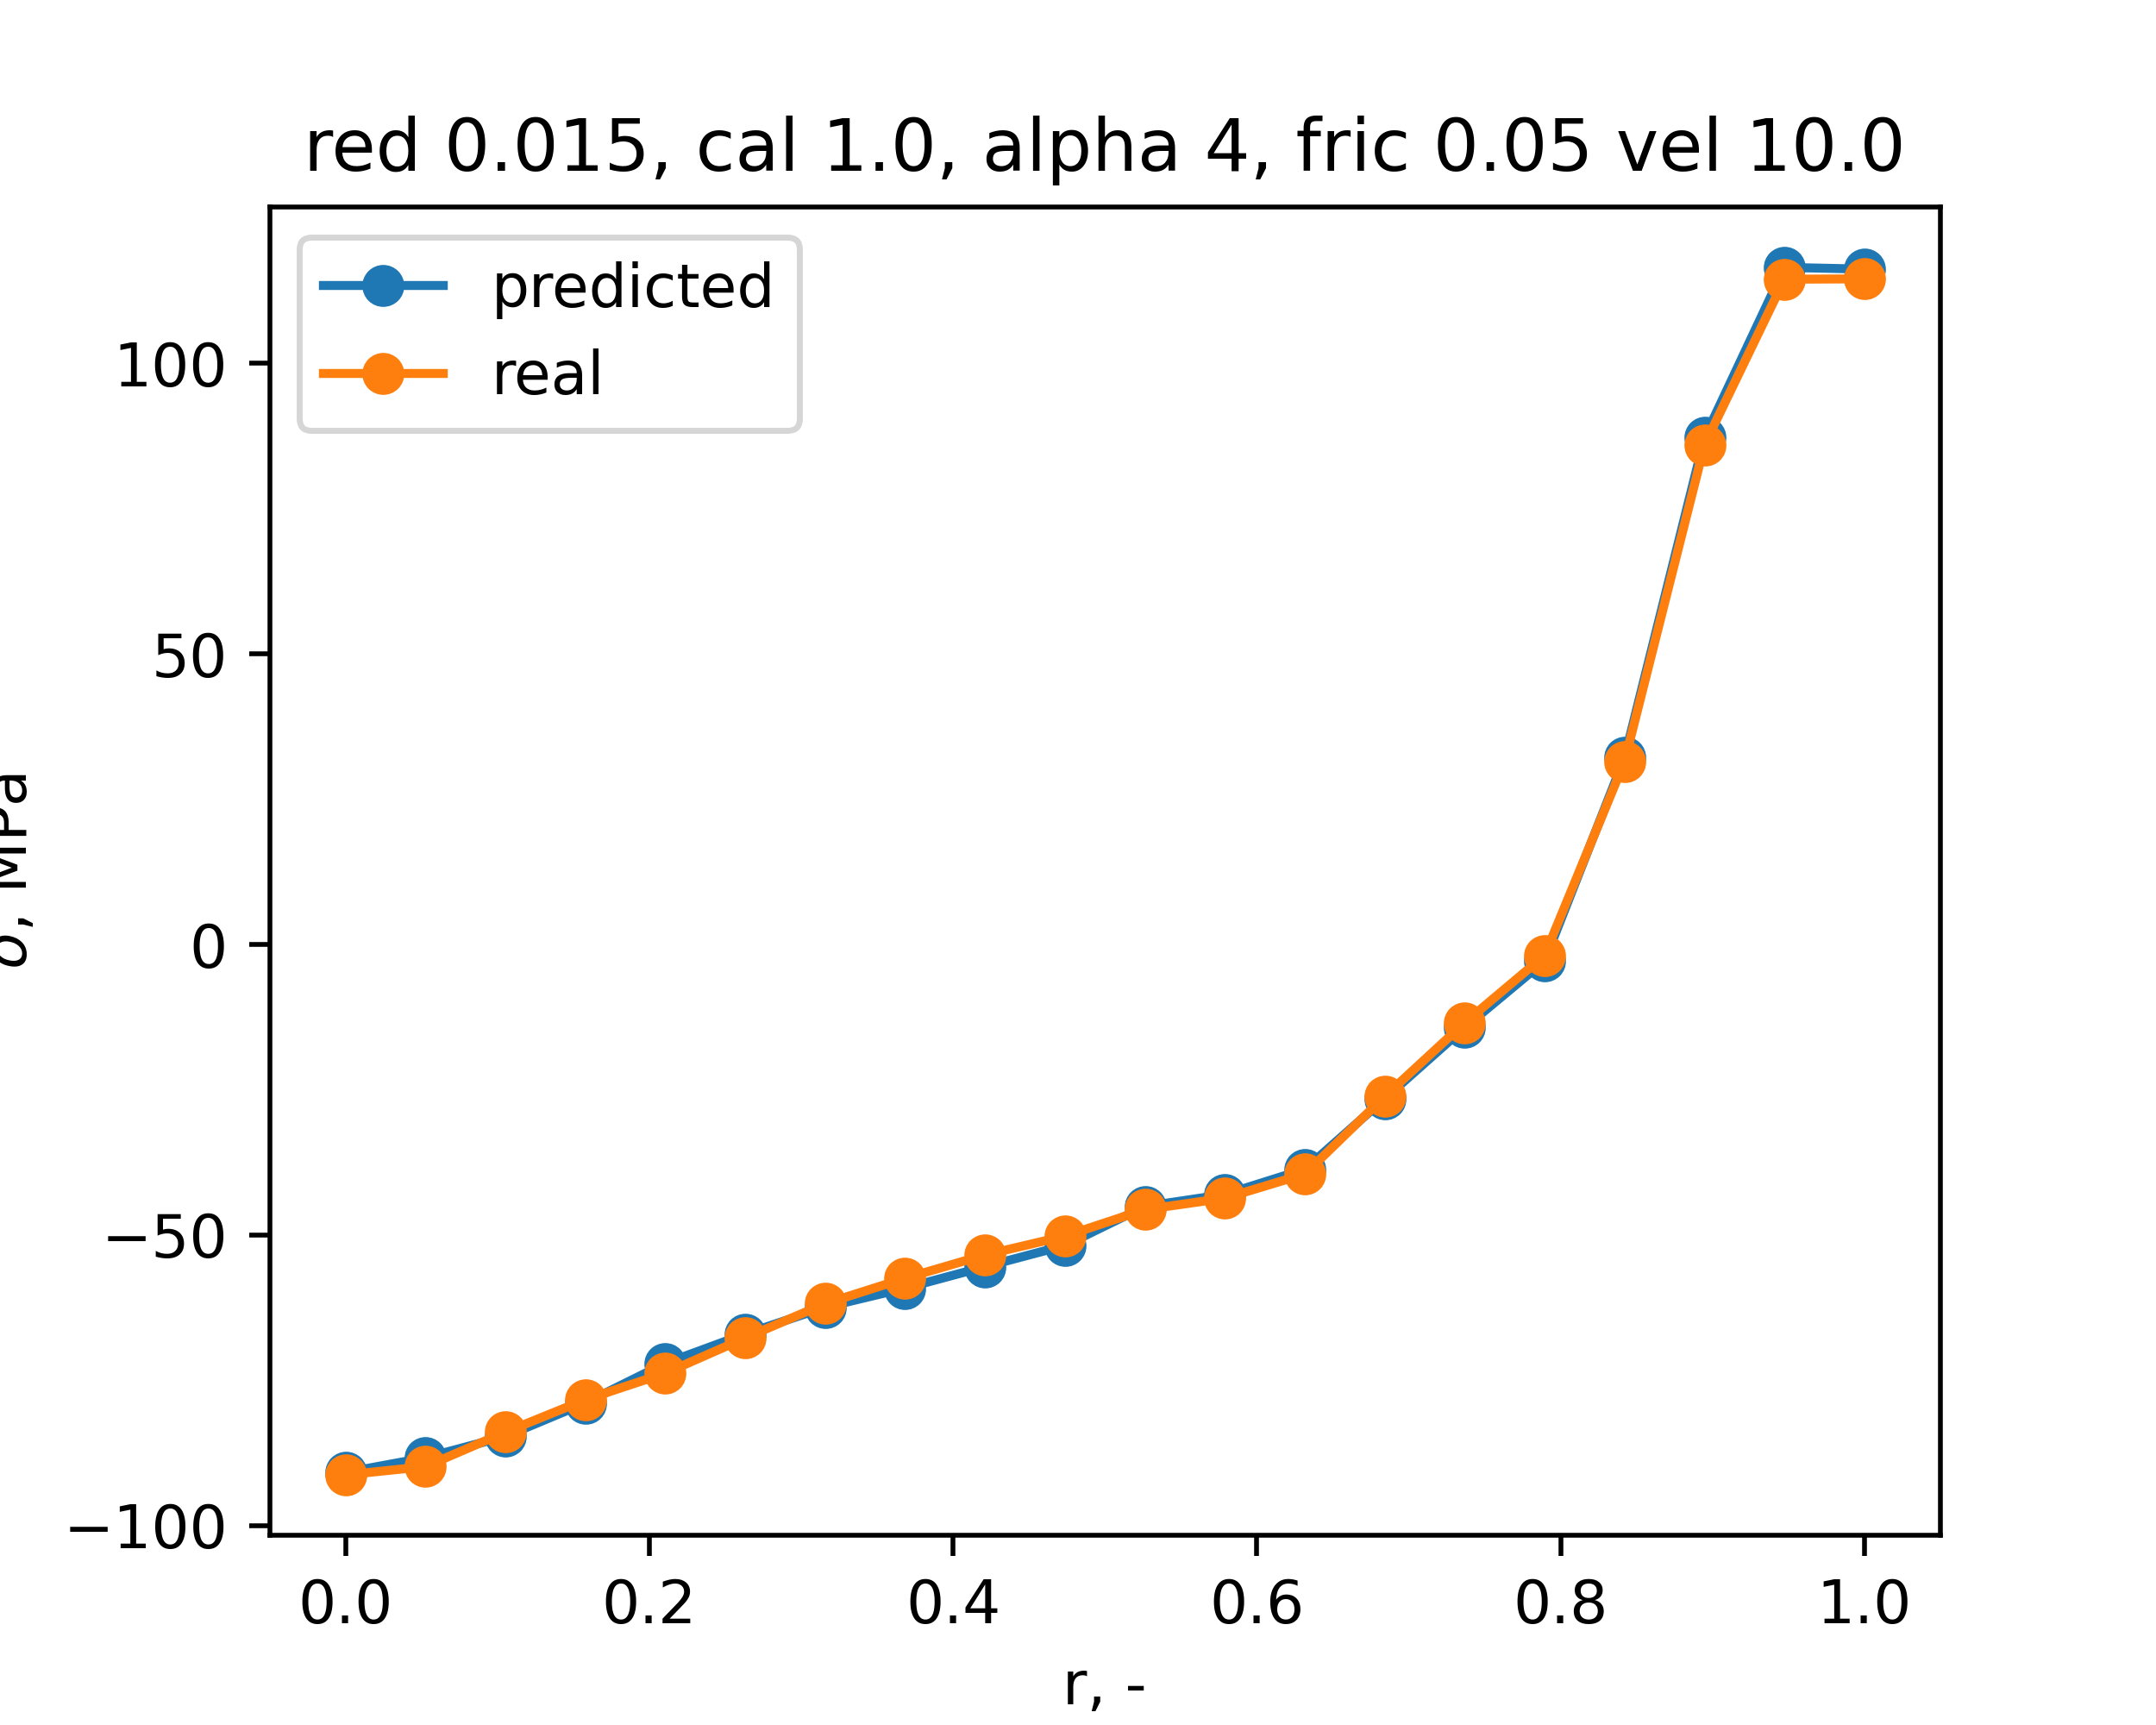 red 0.015, cal 1.0, alpha 4, fric 0.05 vel 10.0
predicted
real
100
50
0
−50
−100
σ, MPa
0.0 0.2 0.4 0.6 0.8 1.0
r, -